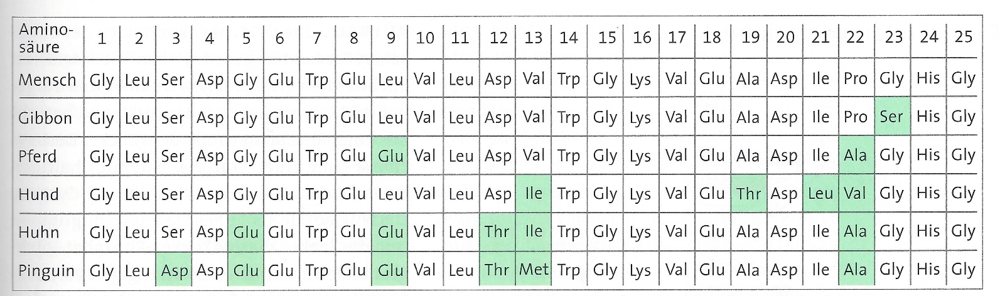 Amino-
säure 1 2 3 4 5 6 7 8 9 10 11 12 13 14 15 16 17 18 19 20 21 22 23 24 25
Mensch Gly Leu Ser Asp Gly Glu Trp Glu Leu Val Leu Asp Val Trp Gly Lys Val Glu Ala Asp Ile Pro Gly His Gly
Gibbon Gly Leu Ser Asp Gly Glu Trp Glu Leu Val Leu Asp Val Trp Gly Lys Val Glu Ala Asp Ile Pro Ser His Gly
Pferd Gly Leu Ser Asp Gly Glu Trp Glu Glu Val Leu Asp Val Trp Gly Lys Val Glu Ala Asp Ile Ala Gly His Gly
Hund Gly Leu Ser Asp Gly Glu Trp Glu Leu Val Leu Asp Ile Trp Gly Lys Val Glu Thr Asp Leu Val Gly His Gly
Huhn Gly Leu Ser Asp Glu Glu Trp Glu Glu Val Leu Thr Ile Trp Gly Lys Val Glu Ala Asp Ile Ala Gly His Gly
Pinguin Gly Leu Asp Asp Glu Glu Trp Glu Glu Val Leu Thr Met Trp Gly Lys Val Glu Ala Asp Ile Ala Gly His Gly